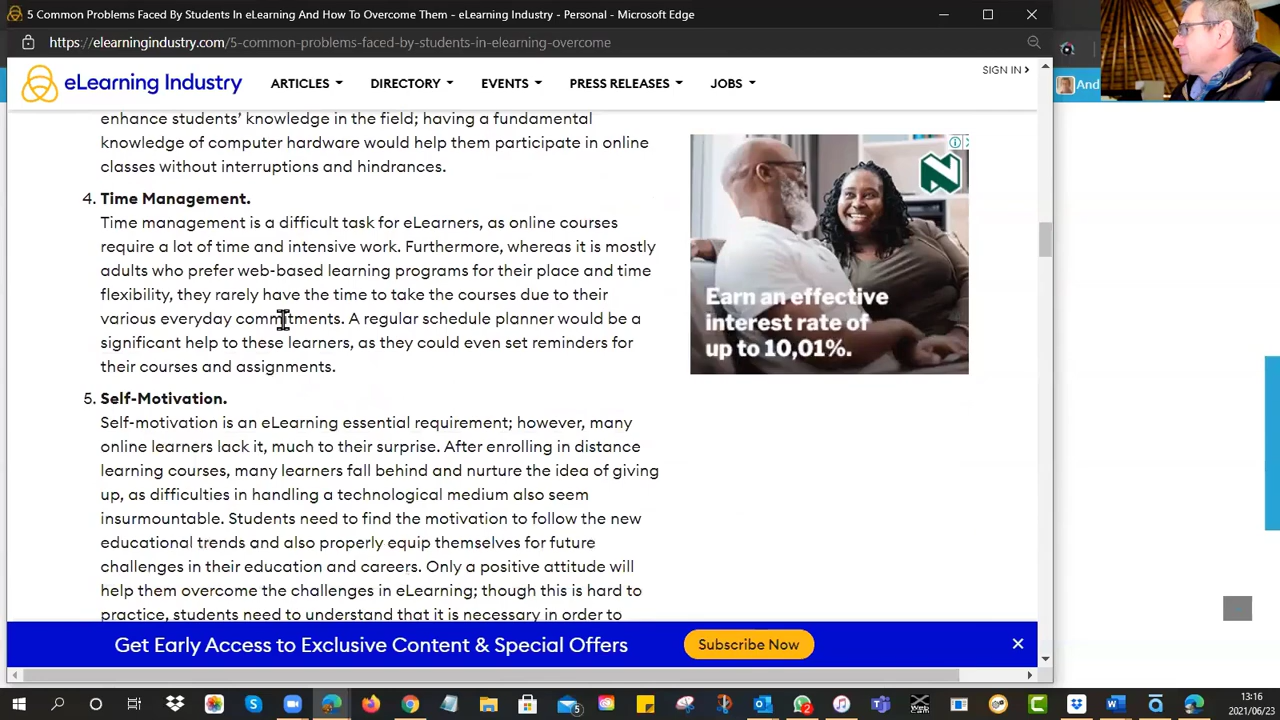 5 Common Problems Faced By Students In eLearning And How To Overcome Them - eLearning Industry - Personal - Microsoft Edge
https://elearningindustry.com/5-common-problems-faced-by-students-in-elearning-overcome
eLearning Industry
ARTICLES
DIRECTORY
EVENTS
PRESS RELEASES
JOBS
SIGN IN
And
enhance students' knowledge in the field; having a fundamental
knowledge of computer hardware would help them participate in online
classes without interruptions and hindrances.
4. Time Management.
Time management is a difficult task for eLearners, as online courses
require a lot of time and intensive work. Furthermore, whereas it is mostly
adults who prefer web-based learning programs for their place and time
flexibility, they rarely have the time to take the courses due to their
various everyday commitments. A regular schedule planner would be a
significant help to these learners, as they could even set reminders for
their courses and assignments.
Earn an effective
interest rate of
up to 10,01%.
5. Self-Motivation.
Self-motivation is an eLearning essential requirement; however, many
online learners lack it, much to their surprise. After enrolling in distance
learning courses, many learners fall behind and nurture the idea of giving
up, as difficulties in handling a technological medium also seem
insurmountable. Students need to find the motivation to follow the new
educational trends and also properly equip themselves for future
challenges in their education and careers. Only a positive attitude will
help them overcome the challenges in eLearning; though this is hard to
practice, students need to understand that it is necessary in order to
Get Early Access to Exclusive Content & Special Offers
Subscribe Now
13:16
2021/06/23